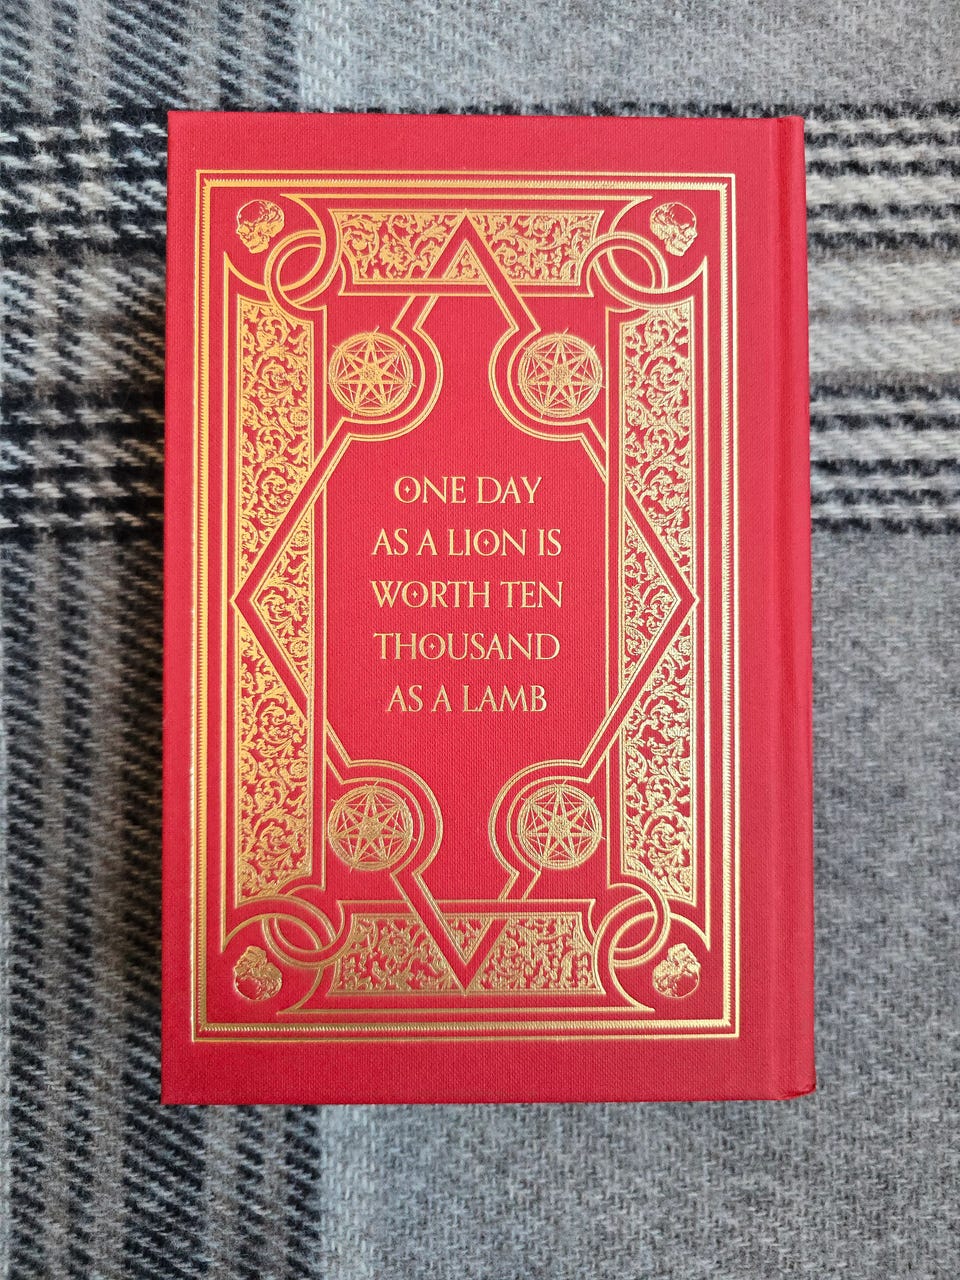 ONE DAY
AS A LION IS
WORTH TEN
THOUSAND
AS A LAMB